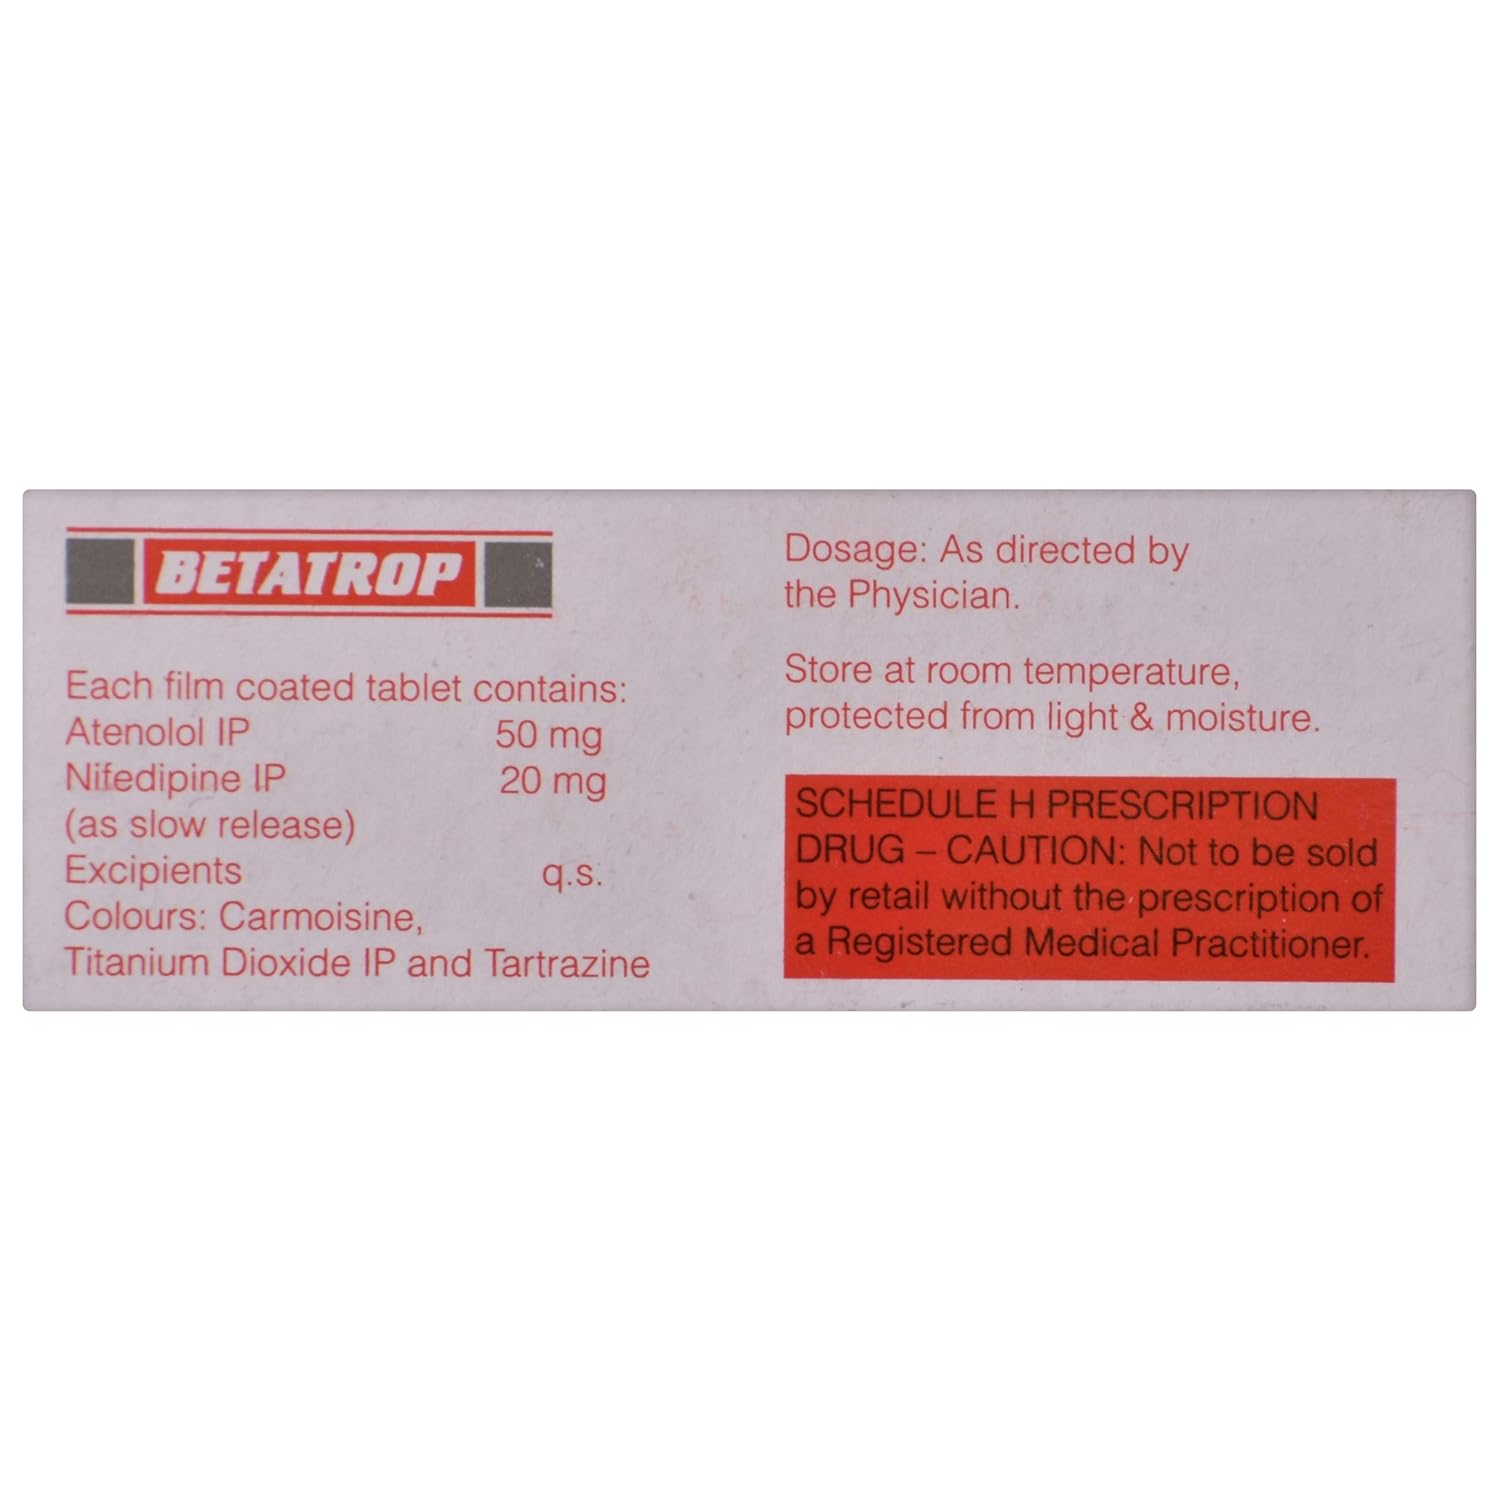 BETATROP
Each film coated tablet contains:
Atenolol IP 50 mg
Nifedipine IP 20 mg
(as slow release)
Excipients q.s.
Colours: Carmoisine,
Titanium Dioxide IP and Tartrazine
Dosage: As directed by
the Physician.
Store at room temperature,
protected from light & moisture.
SCHEDULE H PRESCRIPTION
DRUG – CAUTION: Not to be sold
by retail without the prescription of
a Registered Medical Practitioner.